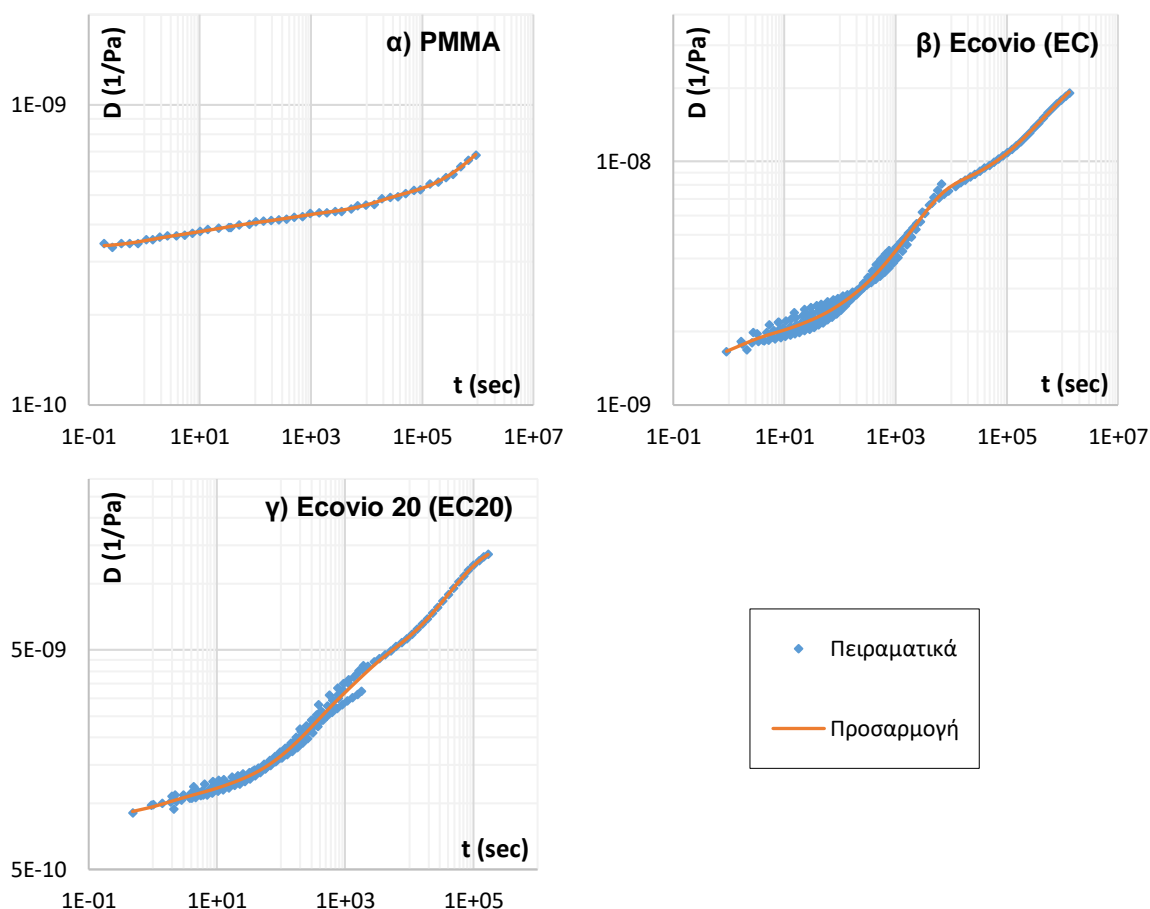 α) PMMA
D (1/Pa)
1E-09
1E-10
t (sec)
1E-01 1E+01 1E+03 1E+05 1E+07
β) Ecovio (EC)
D (1/Pa)
1E-08
1E-09
t (sec)
1E-01 1E+01 1E+03 1E+05 1E+07
γ) Ecovio 20 (EC20)
D (1/Pa)
5E-09
5E-10
t (sec)
1E-01 1E+01 1E+03 1E+05
Πειραματικά
Προσαρμογή